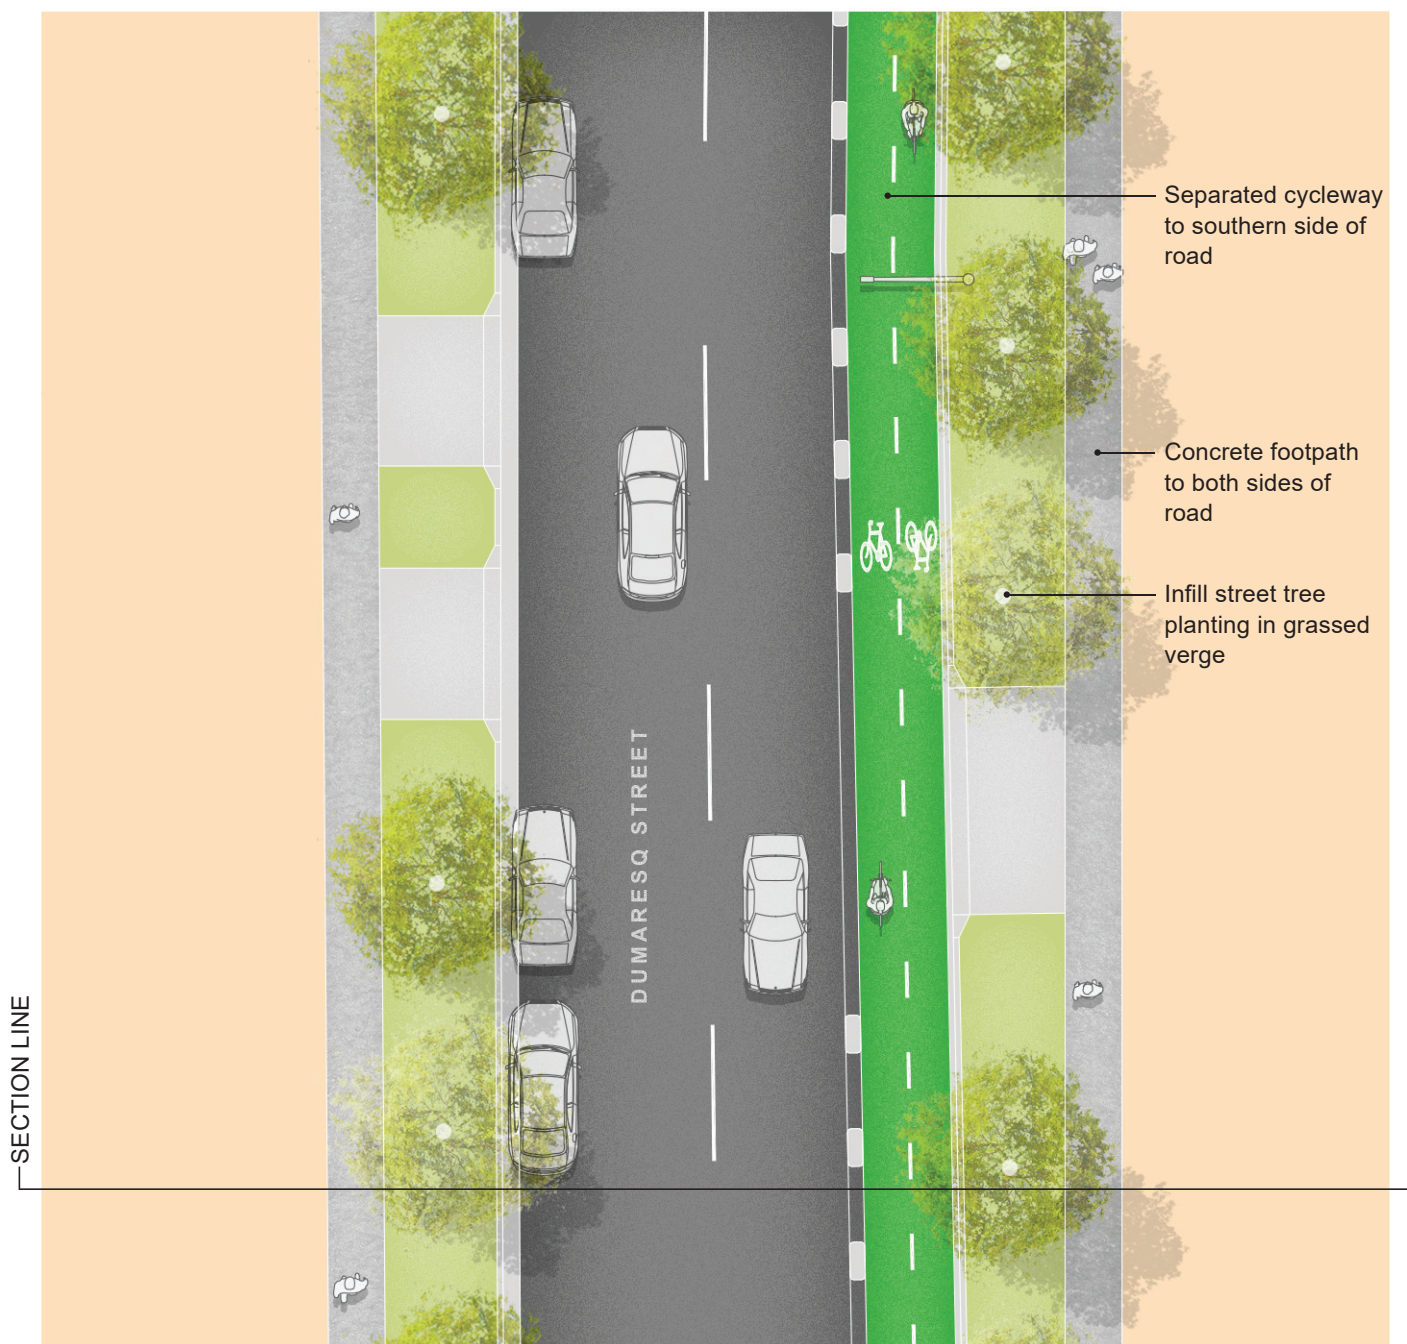 Separated cycleway
to southern side of
road
Concrete footpath
to both sides of
road
Infill street tree
planting in grassed
verge
DUMARESQ STREET
SECTION LINE